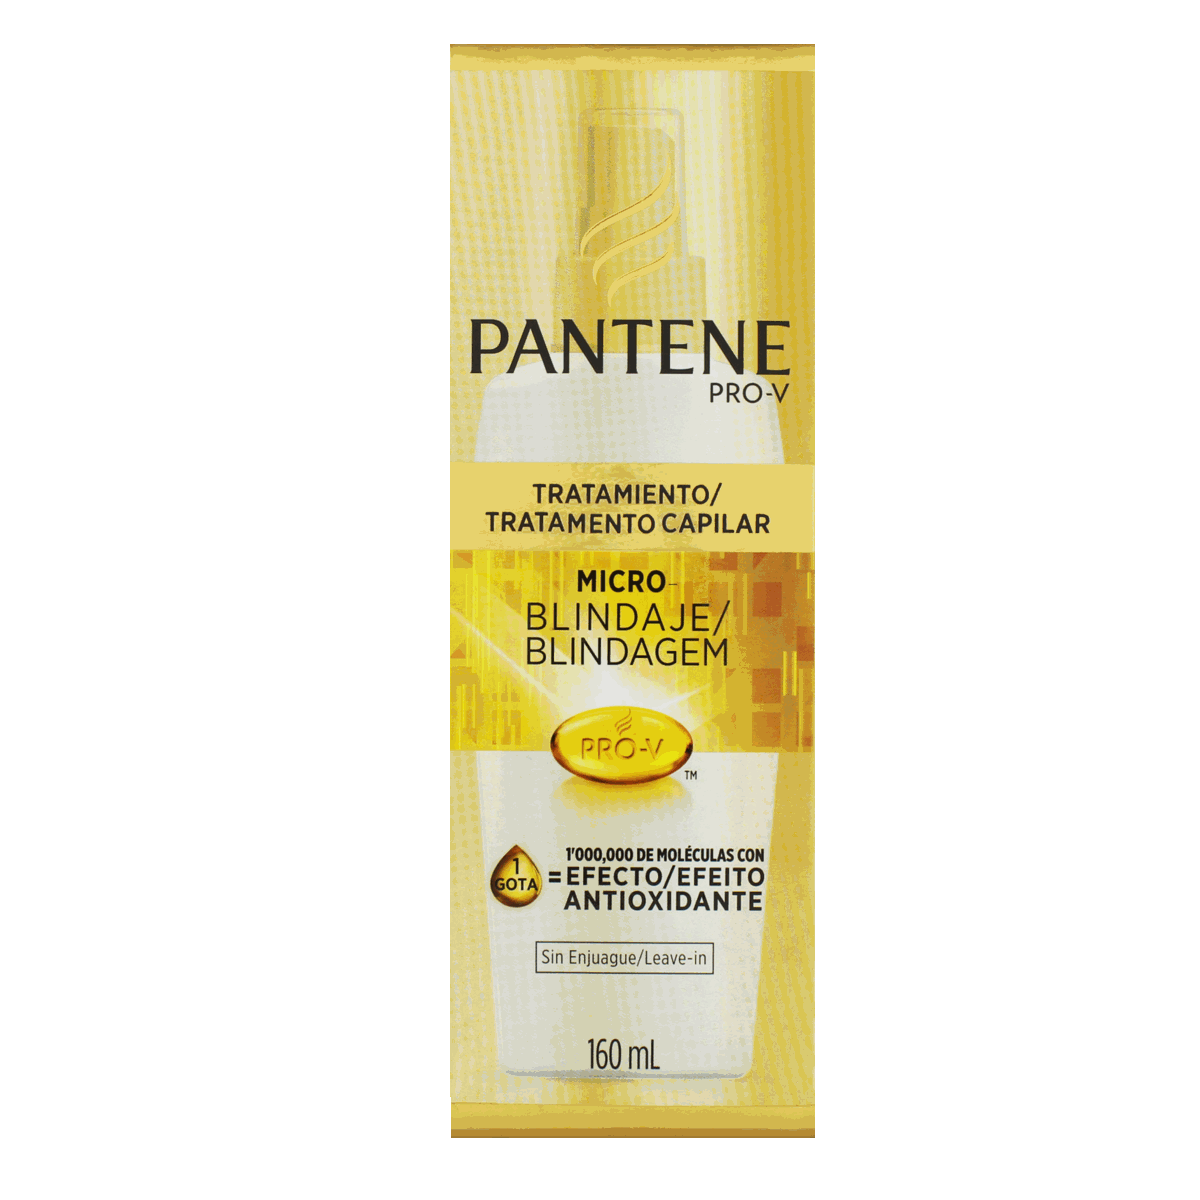 PANTENE
PRO-V
TRATAMIENTO/
TRATAMENTO CAPILAR
MICRO-
BLINDAJE/
BLINDAGEM
PRO-V
TM
1
GOTA
=
1'000,000 DE MOLÉCULAS CON
EFECTO/EFEITO
ANTIOXIDANTE
Sin Enjuague/Leave-in
160 mL